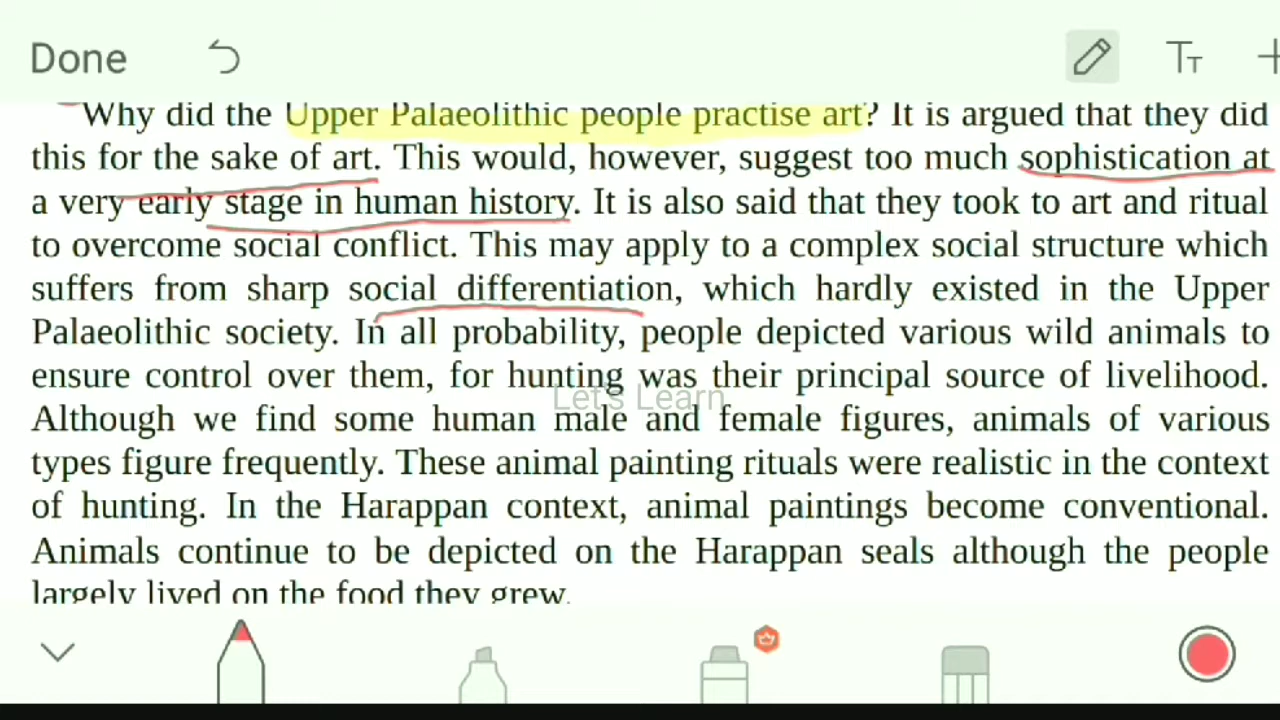 Done
Why did the Upper Palaeolithic people practise art? It is argued that they did
this for the sake of art. This would, however, suggest too much sophistication at
a very early stage in human history. It is also said that they took to art and ritual
to overcome social conflict. This may apply to a complex social structure which
suffers from sharp social differentiation, which hardly existed in the Upper
Palaeolithic society. In all probability, people depicted various wild animals to
ensure control over them, for hunting was their principal source of livelihood.
Let's Learn
Although we find some human male and female figures, animals of various
types figure frequently. These animal painting rituals were realistic in the context
of hunting. In the Harappan context, animal paintings become conventional.
Animals continue to be depicted on the Harappan seals although the people
largely lived on the food they grew.